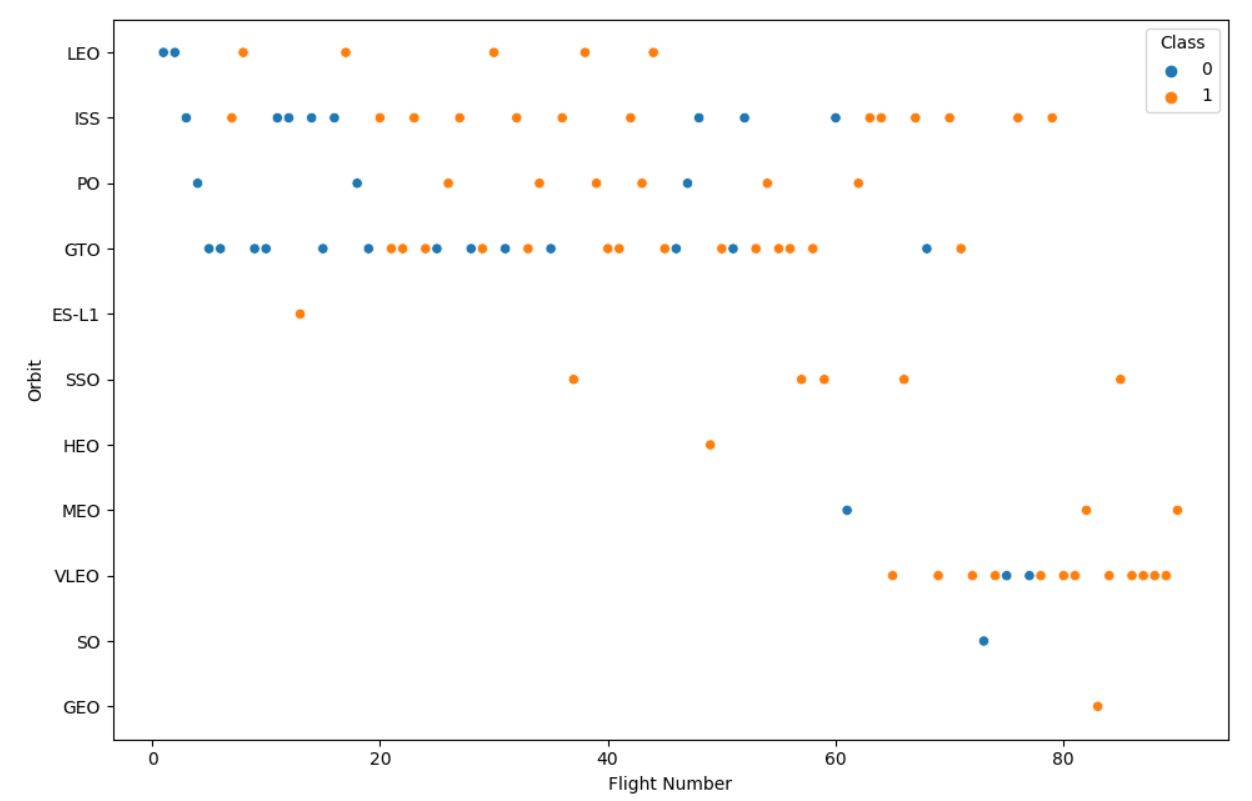 Class
0
1
LEO
ISS
PO
GTO
ES-L1
SSO
HEO
MEO
VLEO
SO
GEO
Orbit
0 20 40 60 80
Flight Number